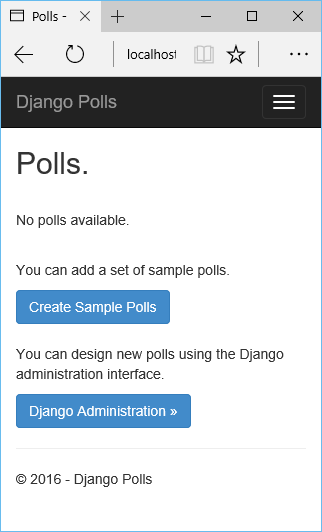 Polls -
localhost
Django Polls
Polls.
No polls available.
You can add a set of sample polls.
Create Sample Polls
You can design new polls using the Django
administration interface.
Django Administration »
© 2016 - Django Polls